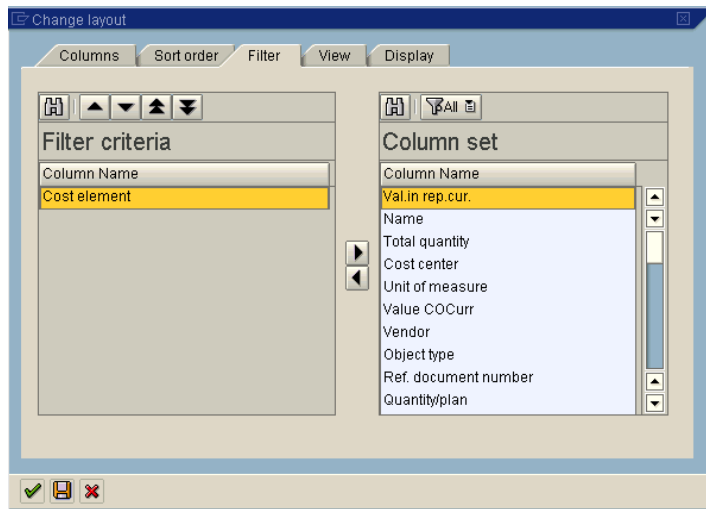 Change layout
Columns
Sort order
Filter
View
Display
All
Filter criteria
Column set
Column Name
Column Name
Cost element
Val.in rep.cur.
Name
Total quantity
Cost center
Unit of measure
Value COCurr
Vendor
Object type
Ref. document number
Quantity/plan